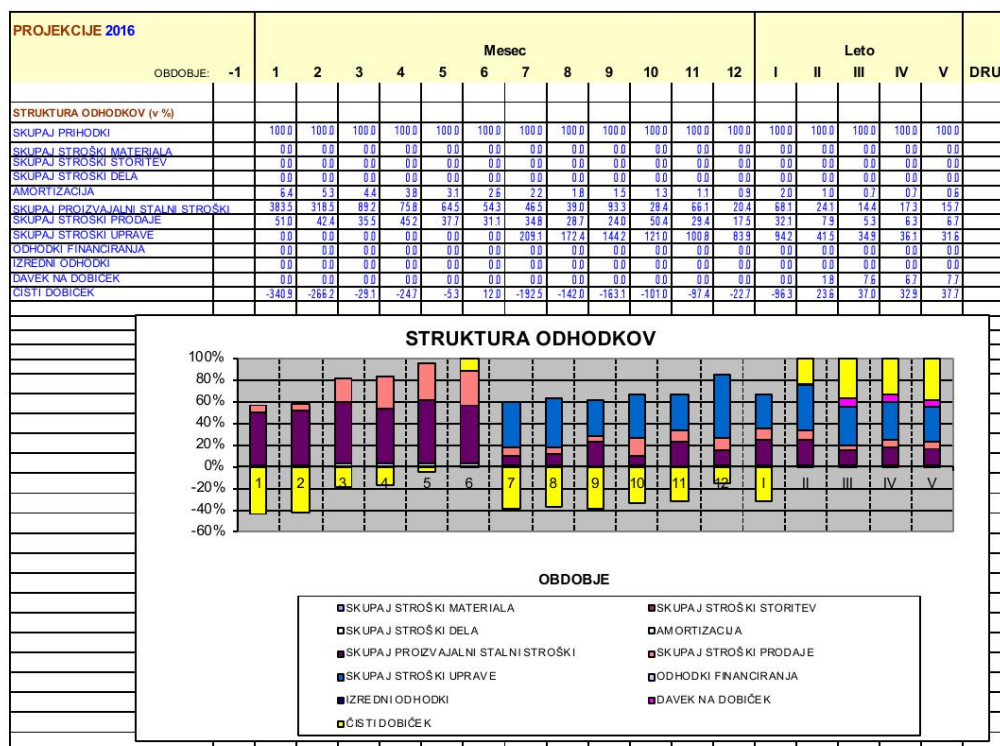 PROJEKCIJE 2016
Mesec Leto
OBDOBJE: -1 1 2 3 4 5 6 7 8 9 10 11 12 I II III IV V DRU
STRUKTURA ODHODKOV (v %)
SKUPAJ PRIHODKI 100.0 100.0 100.0 100.0 100.0 100.0 100.0 100.0 100.0 100.0 100.0 100.0 100.0 100.0 100.0 100.0 100.0
SKUPAJ STROŠKI MATERIALA 0.0 0.0 0.0 0.0 0.0 0.0 0.0 0.0 0.0 0.0 0.0 0.0 0.0 0.0 0.0 0.0 0.0
SKUPAJ STROŠKI STORITEV 0.0 0.0 0.0 0.0 0.0 0.0 0.0 0.0 0.0 0.0 0.0 0.0 0.0 0.0 0.0 0.0 0.0
SKUPAJ STROŠKI DELA 0.0 0.0 0.0 0.0 0.0 0.0 0.0 0.0 0.0 0.0 0.0 0.0 0.0 0.0 0.0 0.0 0.0
AMORTIZACIJA 6.4 5.3 4.4 3.8 3.1 2.6 2.2 1.8 1.5 1.3 1.1 0.9 2.0 1.0 0.7 0.7 0.6
SKUPAJ PROIZVAJALNI STALNI STROŠKI 383.5 318.5 89.2 75.8 64.5 54.3 46.5 39.0 93.3 28.4 66.1 20.4 68.1 24.1 14.4 17.3 15.7
SKUPAJ STROŠKI PRODAJE 51.0 42.4 35.5 45.2 37.7 31.1 34.8 28.7 24.0 50.4 29.4 17.5 32.1 7.9 5.3 6.3 6.7
SKUPAJ STROŠKI UPRAVE 0.0 0.0 0.0 0.0 0.0 0.0 209.1 172.4 144.2 121.0 100.8 83.9 94.2 41.5 34.9 36.1 31.6
ODHODKI FINANCIRANJA 0.0 0.0 0.0 0.0 0.0 0.0 0.0 0.0 0.0 0.0 0.0 0.0 0.0 0.0 0.0 0.0 0.0
IZREDNI ODHODKI 0.0 0.0 0.0 0.0 0.0 0.0 0.0 0.0 0.0 0.0 0.0 0.0 0.0 0.0 0.0 0.0 0.0
DAVEK NA DOBIČEK 0.0 0.0 0.0 0.0 0.0 0.0 0.0 0.0 0.0 0.0 0.0 0.0 0.0 1.8 7.6 6.7 7.7
ČISTI DOBIČEK -340.9 -266.2 -29.1 -24.7 -5.3 12.0 -192.5 -142.0 -163.1 -101.0 -97.4 -22.7 -96.3 23.6 37.0 32.9 37.7
STRUKTURA ODHODKOV
100%
80%
60%
40%
20%
0%
1 2 3 4 5 6 7 8 9 10 11 12 I II III IV V
-20%
-40%
-60%
OBDOBJE
SKUPAJ STROŠKI MATERIALA SKUPAJ STROŠKI STORITEV
SKUPAJ STROŠKI DELA AMORTIZACIJA
SKUPAJ PROIZVAJALNI STALNI STROŠKI SKUPAJ STROŠKI PRODAJE
SKUPAJ STROŠKI UPRAVE ODHODKI FINANCIRANJA
IZREDNI ODHODKI DAVEK NA DOBIČEK
ČISTI DOBIČEK